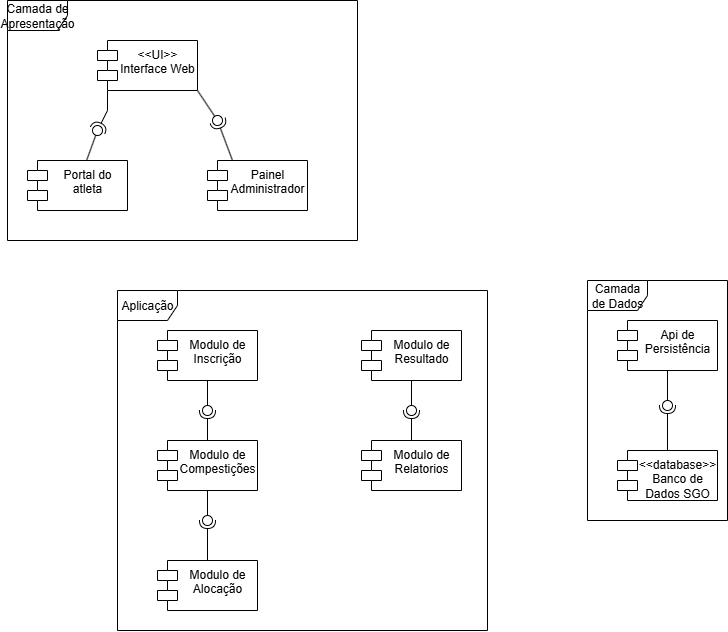 Camada de
Apresentação
<<UI>>
Interface Web
Portal do
atleta
Painel
Administrador
Aplicação
Modulo de
Inscrição
Modulo de
Resultado
Modulo de
Compestições
Modulo de
Relatorios
Modulo de
Alocação
Camada
de Dados
Api de
Persistência
<<database>>
Banco de
Dados SGO